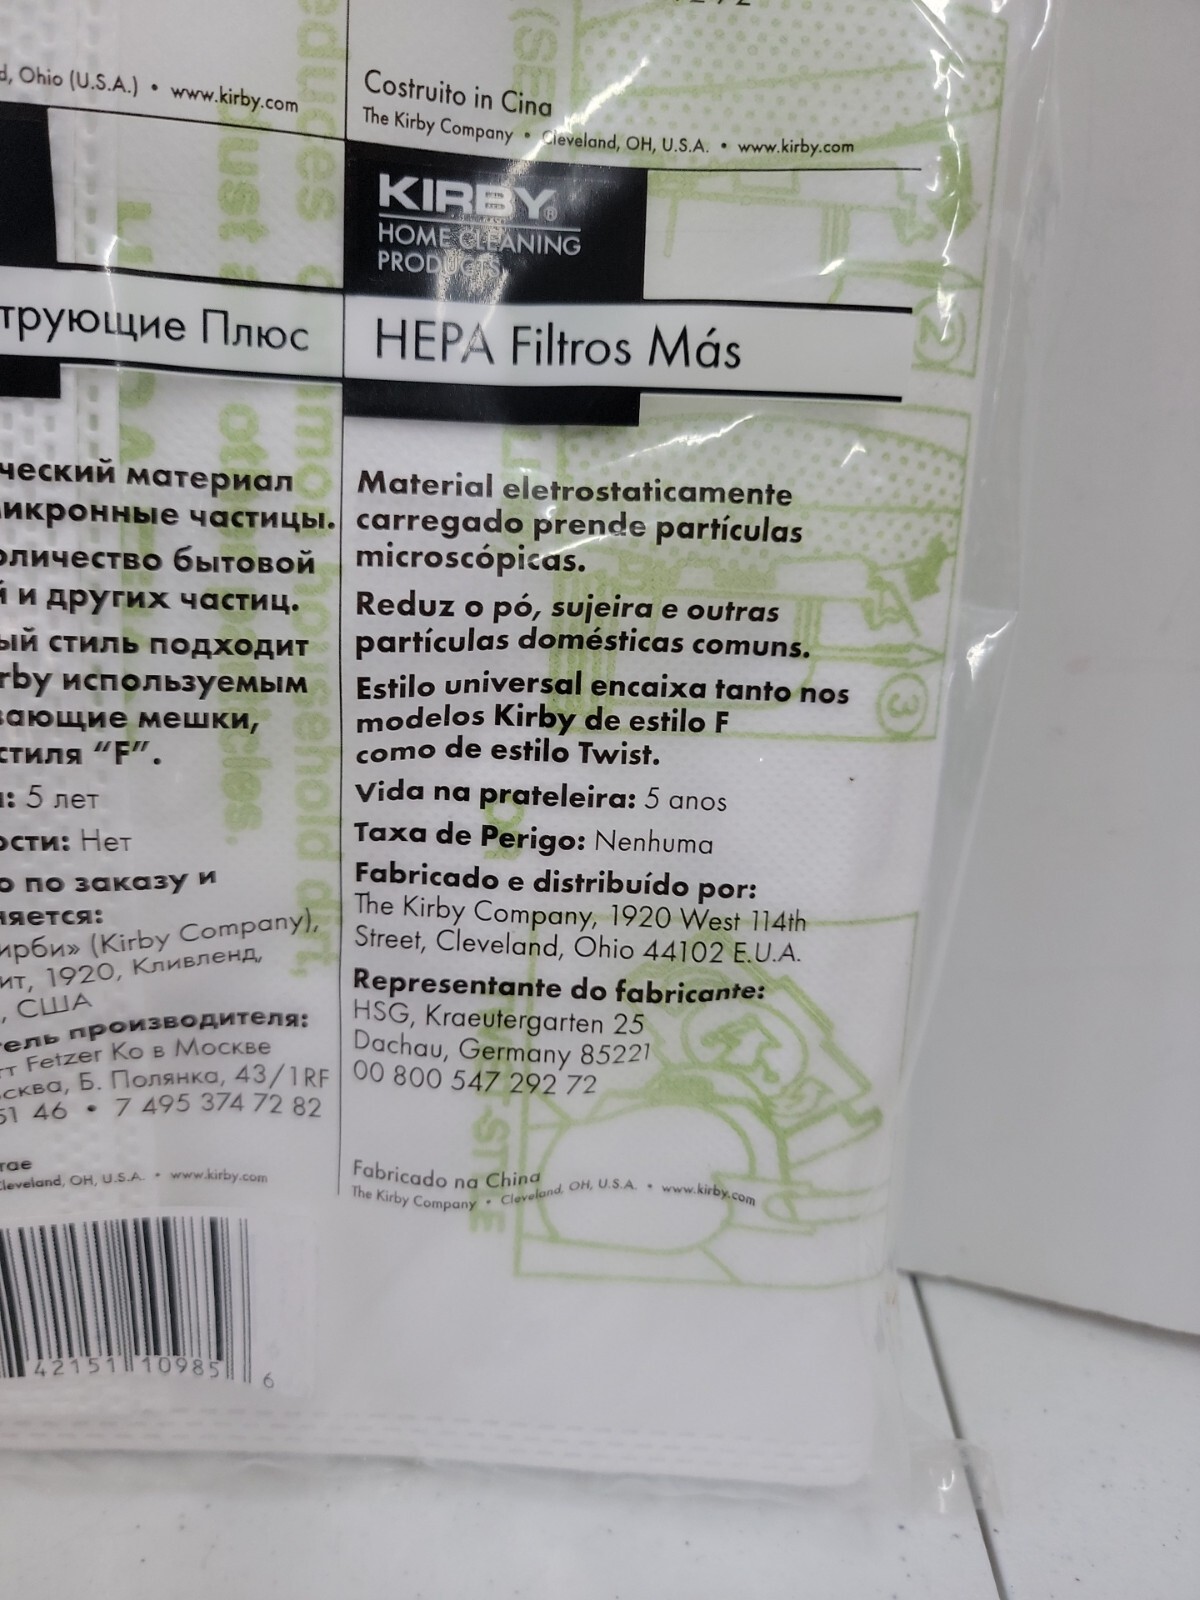 d, Ohio (U.S.A.) • www.kirby.com
Costruito in Cina
The Kirby Company • Cleveland, OH, U.S.A. • www.kirby.com
KIRBY®
HOME CLEANING
PRODUCTS
трующие Плюс
HEPA Filtros Más
ческий материал
икронные частицы.
оличество бытовой
й и других частиц.
ый стиль подходит
rby используемым
вающие мешки,
стиля “F”.
: 5 лет
ости: Нет
о по заказу и
няется:
ирби» (Kirby Company),
ит, 1920, Кливленд,
, США
ель производителя:
тт Fetzer Ко в Москве
сква, Б. Полянка, 43/1RF
51 46 • 7 495 374 72 82
тае
Cleveland, OH, U.S.A. • www.kirby.com
Material eletrostaticamente
carregado prende partículas
microscópicas.
Reduz o pó, sujeira e outras
partículas domésticas comuns.
Estilo universal encaixa tanto nos
modelos Kirby de estilo F
como de estilo Twist.
Vida na prateleira: 5 anos
Taxa de Perigo: Nenhuma
Fabricado e distribuído por:
The Kirby Company, 1920 West 114th
Street, Cleveland, Ohio 44102 E.U.A.
Representante do fabricante:
HSG, Kraeutergarten 25
Dachau, Germany 85221
00 800 547 292 72
Fabricado na China
The Kirby Company • Cleveland, OH, U.S.A. • www.kirby.com
42151 10985 6
2
3